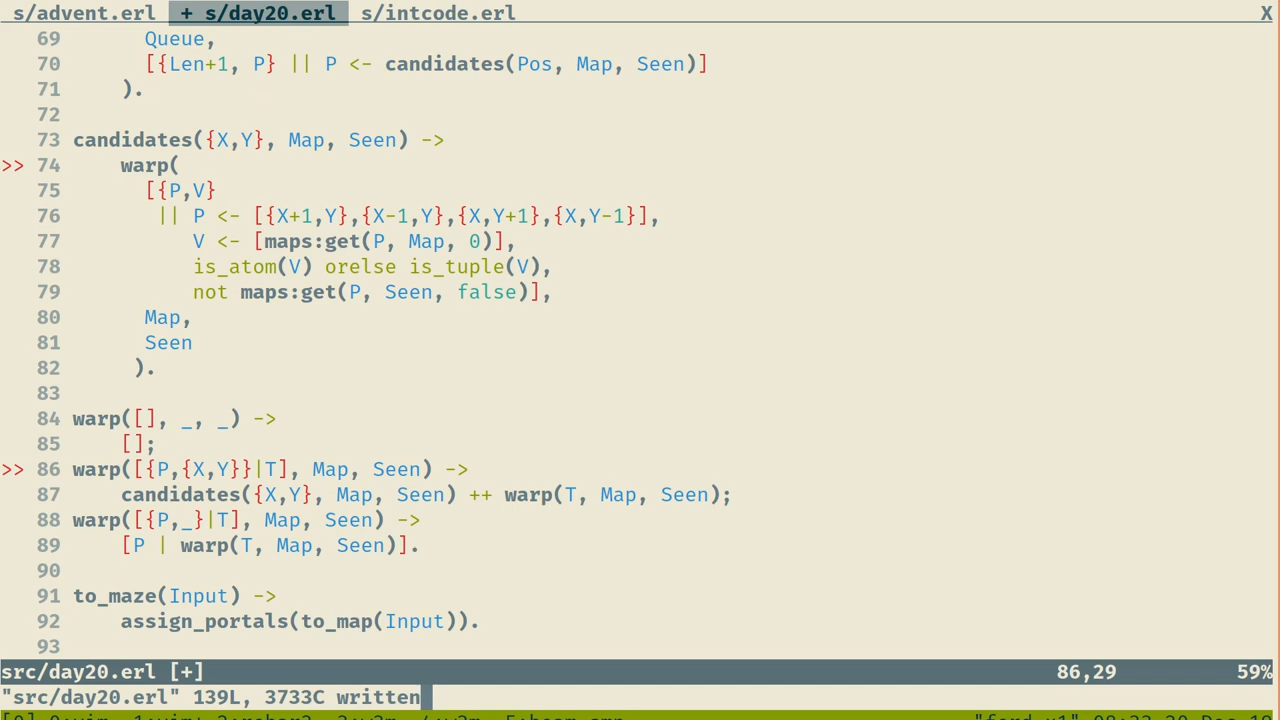 s/advent.erl + s/day20.erl s/intcode.erl X
69 Queue,
70 [{Len+1, P} || P <- candidates(Pos, Map, Seen)]
71 ).
72
73 candidates({X,Y}, Map, Seen) ->
>> 74 warp(
75 [{P,V}
76 || P <- [{X+1,Y},{X-1,Y},{X,Y+1},{X,Y-1}],
77 V <- [maps:get(P, Map, 0)],
78 is_atom(V) orelse is_tuple(V),
79 not maps:get(P, Seen, false)],
80 Map,
81 Seen
82 ).
83
84 warp([], _, _) ->
85 [];
>> 86 warp([{P,{X,Y}}|T], Map, Seen) ->
87 candidates({X,Y}, Map, Seen) ++ warp(T, Map, Seen);
88 warp([{P,_}|T], Map, Seen) ->
89 [P | warp(T, Map, Seen)].
90
91 to_maze(Input) ->
92 assign_portals(to_map(Input)).
93
src/day20.erl [+] 86,29 59%
"src/day20.erl" 139L, 3733C written